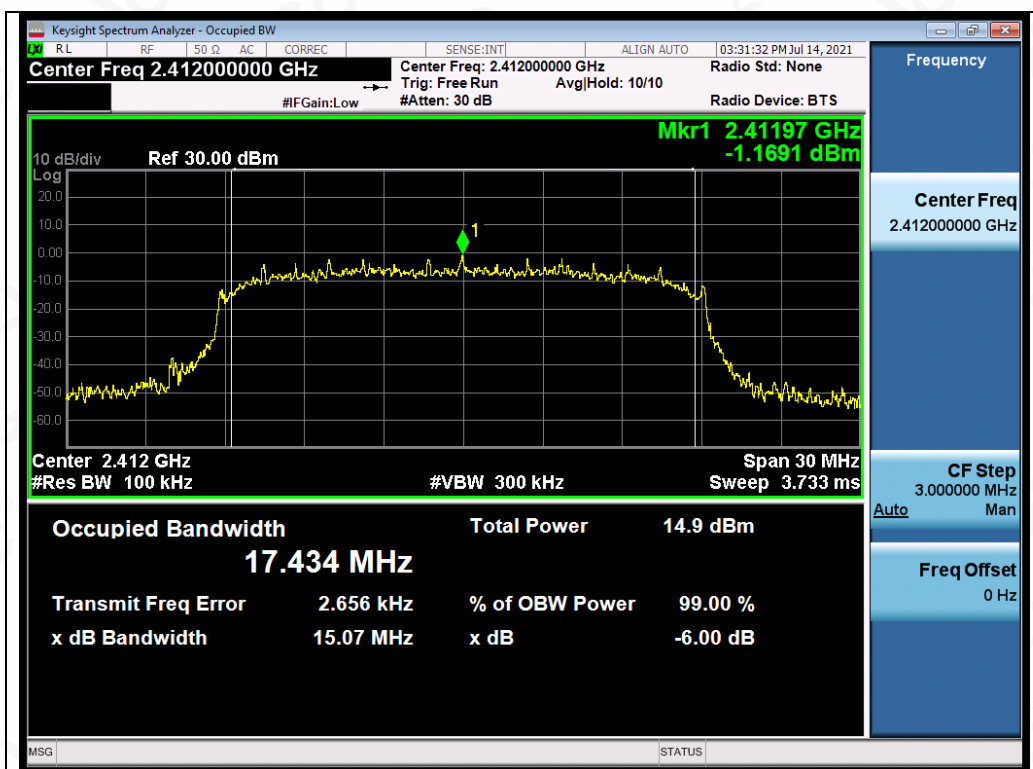 Keysight Spectrum Analyzer - Occupied BW
LXI RL RF 50 Ω AC CORREC SENSE:INT ALIGN AUTO 03:31:32 PM Jul 14, 2021
Center Freq 2.412000000 GHz
Center Freq: 2.412000000 GHz Radio Std: None
Trig: Free Run Avg|Hold: 10/10
#IFGain:Low #Atten: 30 dB Radio Device: BTS
Frequency
Mkr1 2.41197 GHz
-1.1691 dBm
10 dB/div Ref 30.00 dBm
Log
20.0
10.0
0.00
-10.0
-20.0
-30.0
-40.0
-50.0
-60.0
1
Center 2.412 GHz Span 30 MHz
#Res BW 100 kHz #VBW 300 kHz Sweep 3.733 ms
Center Freq
2.412000000 GHz
CF Step
3.000000 MHz
Auto Man
Freq Offset
0 Hz
Occupied Bandwidth Total Power 14.9 dBm
17.434 MHz
Transmit Freq Error 2.656 kHz % of OBW Power 99.00 %
x dB Bandwidth 15.07 MHz x dB -6.00 dB
MSG STATUS